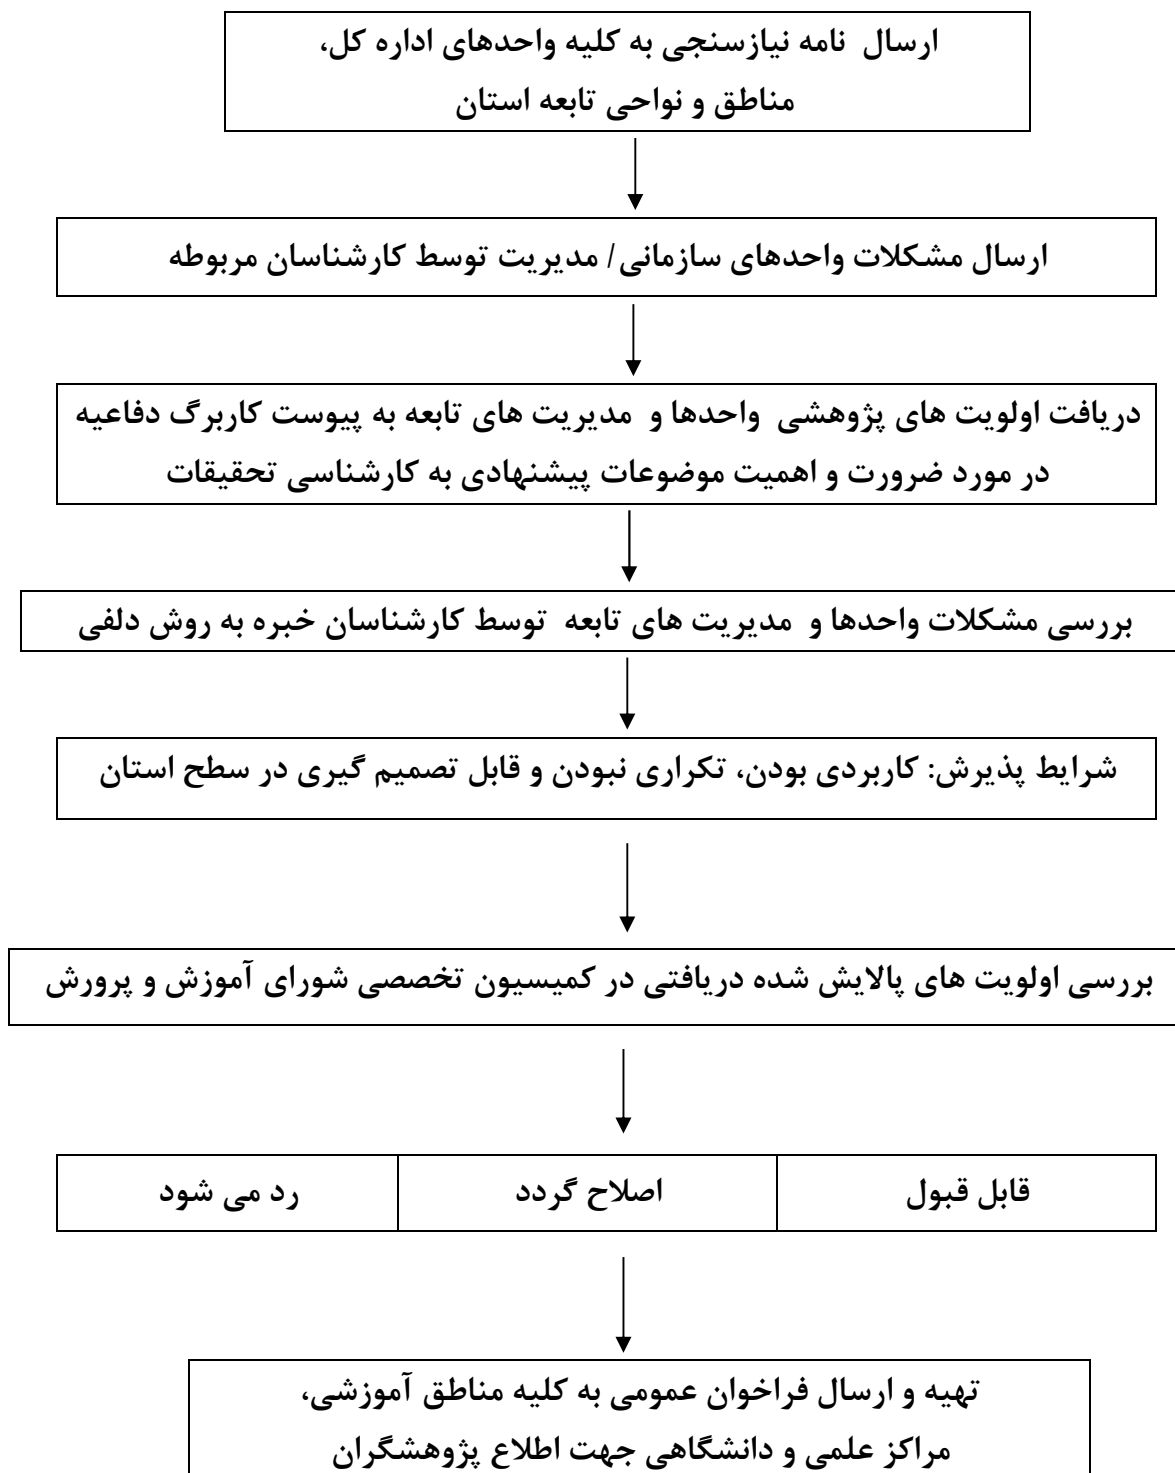 ارسال نامه نیازسنجی به کلیه واحدهای اداره کل،
مناطق و نواحی تابعه استان
ارسال مشکلات واحدهای سازمانی/ مدیریت توسط کارشناسان مربوطه
دریافت اولویت های پژوهشی واحدها و مدیریت های تابعه به پیوست کاربرگ دفاعیه
در مورد ضرورت و اهمیت موضوعات پیشنهادی به کارشناسی تحقیقات
بررسی مشکلات واحدها و مدیریت های تابعه توسط کارشناسان خبره به روش دلفی
شرایط پذیرش: کاربردی بودن، تکراری نبودن و قابل تصمیم گیری در سطح استان
بررسی اولویت های پالایش شده دریافتی در کمیسیون تخصصی شورای آموزش و پرورش
قابل قبول اصلاح گردد رد می شود
تهیه و ارسال فراخوان عمومی به کلیه مناطق آموزشی،
مراکز علمی و دانشگاهی جهت اطلاع پژوهشگران